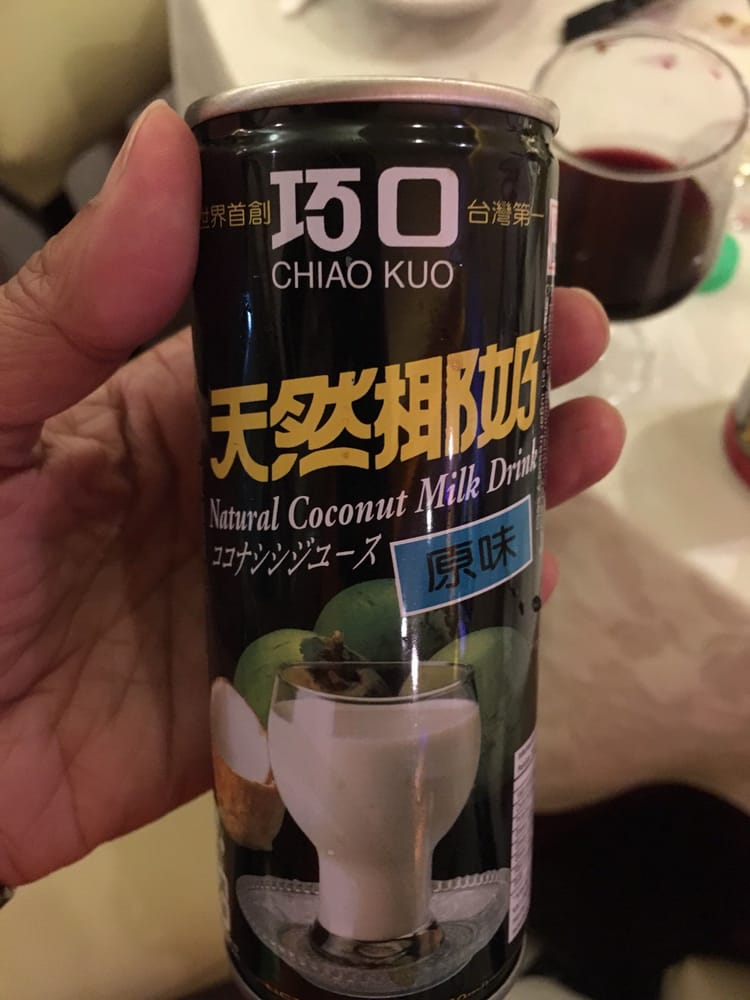 世界首創 巧口 台灣第一
CHIAO KUO
天然椰奶
Natural Coconut Milk Drink
ココナシシジュース
原味